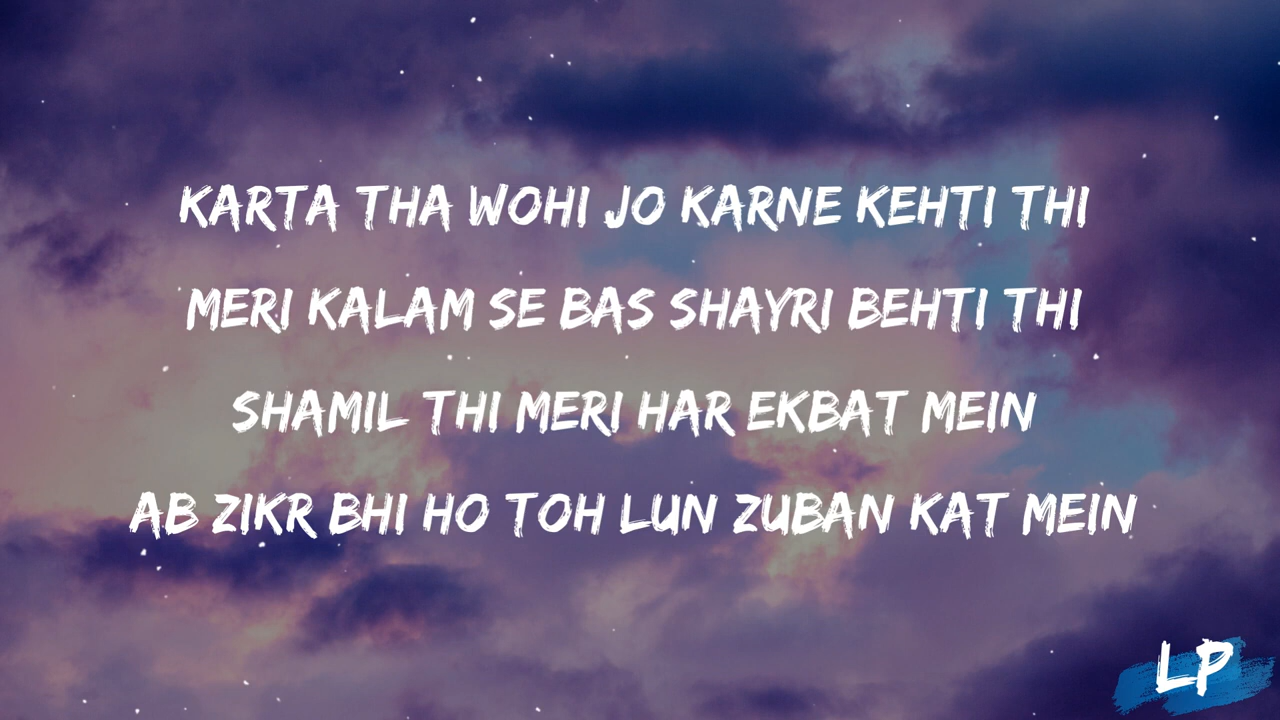 KARTA THA WOHI JO KARNE KEHTI THI
MERI KALAM SE BAS SHAYRI BEHTI THI
SHAMIL THI MERI HAR EKBAT MEIN
AB ZIKR BHI HO TOH LUN ZUBAN KAT MEIN
LP